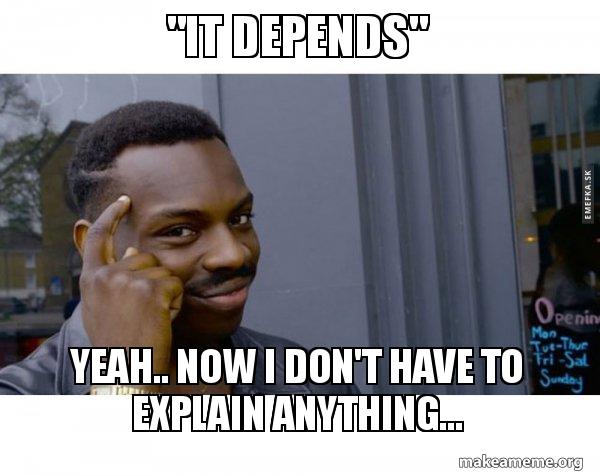 "IT DEPENDS"
EMEFKA.SK
Opening
Mon
Tue-Thur
Fri-Sat
Sunday
YEAH.. NOW I DON'T HAVE TO
EXPLAIN ANYTHING...
makeameme.org